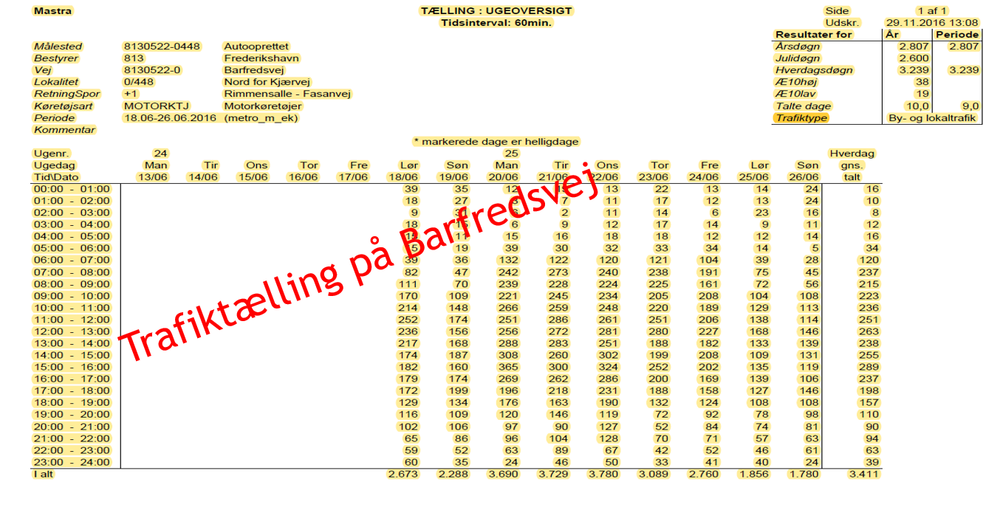 Mastra TÆLLING : UGEOVERSIGT Side 1 af 1
Tidsinterval: 60min. Udskr. 29.11.2016 13:08
Resultater for År Periode
Målested 8130522-0448 Autooprettet Årsdøgn 2.807 2.807
Bestyrer 813 Frederikshavn Julidøgn 2.600
Vej 8130522-0 Barfredsvej Hverdagsdøgn 3.239 3.239
Lokalitet 0/448 Nord for Kjærvej Æ10høj 38
RetningSpor +1 Rimmensalle - Fasanvej Æ10lav 19
Køretøjsart MOTORKTJ Motorkøretøjer Talte dage 10,0 9,0
Periode 18.06-26.06.2016 (metro_m_ek) Trafiktype By- og lokaltrafik
Kommentar
* markerede dage er helligdage
Ugenr. 24 25 Hverdag
Ugedag Man Tir Ons Tor Fre Lør Søn Man Tir Ons Tor Fre Lør Søn gns.
Tid\Dato 13/06 14/06 15/06 16/06 17/06 18/06 19/06 20/06 21/06 22/06 23/06 24/06 25/06 26/06 talt
00:00 - 01:00 39 35 12 13 22 13 14 24 16
01:00 - 02:00 18 27 7 11 17 12 13 24 10
02:00 - 03:00 9 6 2 11 14 6 23 16 8
03:00 - 04:00 18 6 9 12 17 14 9 11 12
04:00 - 05:00 11 15 16 18 18 12 12 14 16
05:00 - 06:00 19 39 30 32 33 34 14 5 34
06:00 - 07:00 39 36 132 122 120 121 104 39 28 120
07:00 - 08:00 82 47 242 273 240 238 191 75 45 237
08:00 - 09:00 111 70 239 228 224 225 161 72 56 215
09:00 - 10:00 170 109 221 245 234 205 208 104 108 223
10:00 - 11:00 214 148 266 259 248 220 189 129 113 236
11:00 - 12:00 252 174 251 286 261 251 206 138 114 251
12:00 - 13:00 236 156 256 272 281 280 227 168 146 263
13:00 - 14:00 217 168 288 283 251 188 182 133 139 238
14:00 - 15:00 174 187 308 260 302 199 208 109 131 255
15:00 - 16:00 182 160 365 300 324 252 202 135 119 289
16:00 - 17:00 179 174 269 262 286 200 169 139 106 237
17:00 - 18:00 172 199 196 218 231 188 158 127 146 198
18:00 - 19:00 129 134 176 163 190 132 124 108 108 157
19:00 - 20:00 116 109 120 146 119 72 92 78 98 110
20:00 - 21:00 102 106 97 90 127 52 84 74 81 90
21:00 - 22:00 65 86 96 104 128 70 71 57 63 94
22:00 - 23:00 59 52 63 89 67 42 52 46 61 63
23:00 - 24:00 60 35 24 46 50 33 41 40 24 39
I alt 2.673 2.288 3.690 3.729 3.780 3.089 2.760 1.856 1.780 3.411
Trafiktælling på Barfredsvej